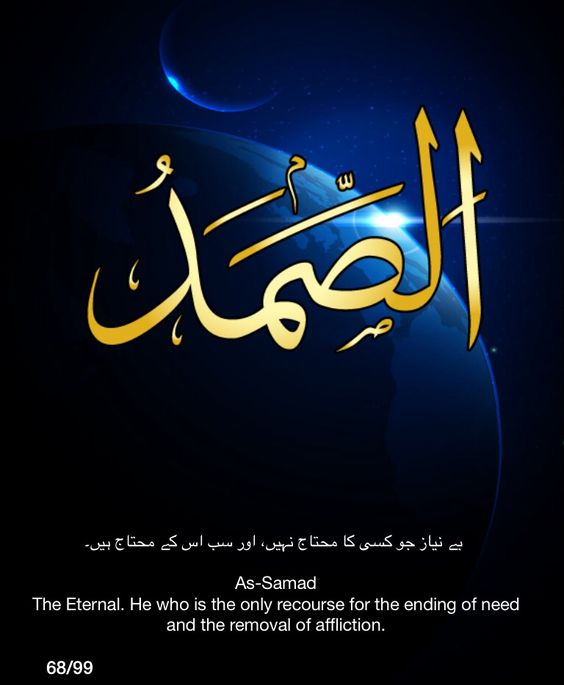 الصَّمَدُ
بے نیاز جو کسی کا محتاج نہیں، اور سب اس کے محتاج ہیں۔
As-Samad
The Eternal. He who is the only recourse for the ending of need
and the removal of affliction.
68/99